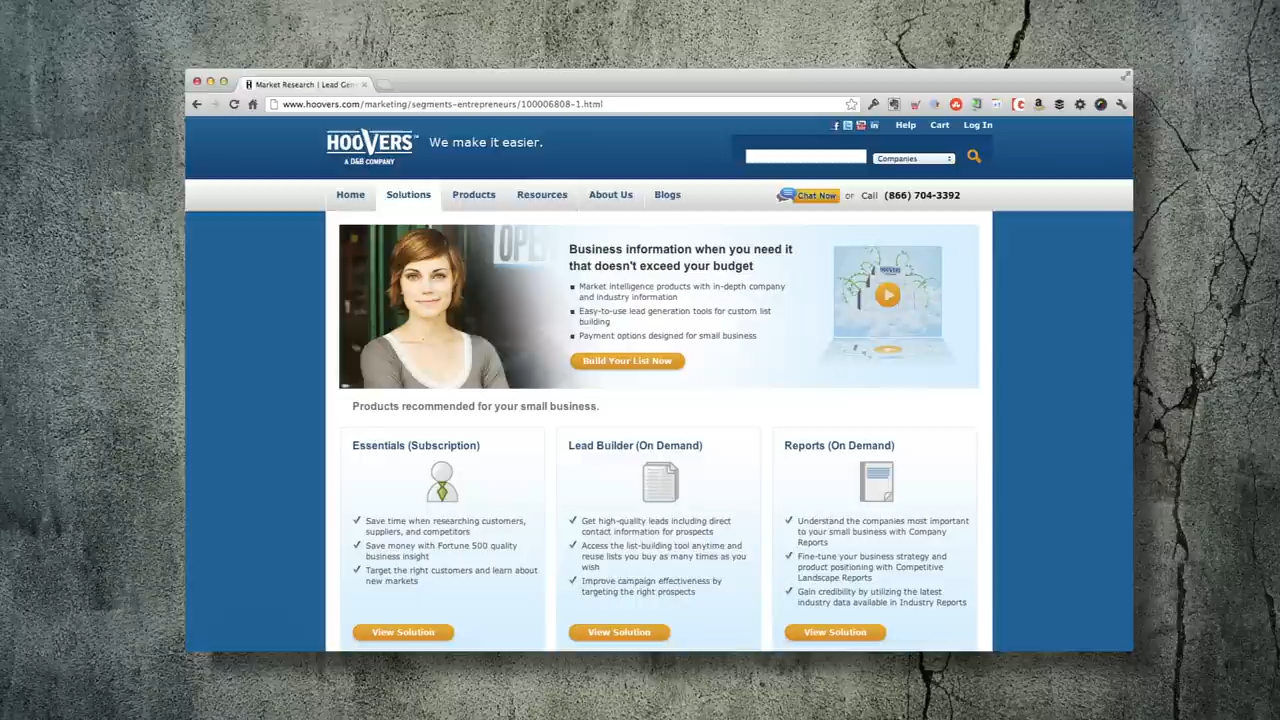 Market Research | Lead Gen
www.hoovers.com/marketing/segments-entrepreneurs/100006808-1.html
Help Cart Log In
HOOVERS™
A D&B COMPANY
We make it easier.
Companies
Home Solutions Products Resources About Us Blogs
Chat Now or Call (866) 704-3392
OPE
Business information when you need it
that doesn't exceed your budget
Market intelligence products with in-depth company
and industry information
Easy-to-use lead generation tools for custom list
building
Payment options designed for small business
Build Your List Now
HOOVERS
Products recommended for your small business.
Essentials (Subscription)
Save time when researching customers,
suppliers, and competitors
Save money with Fortune 500 quality
business insight
Target the right customers and learn about
new markets
View Solution
Lead Builder (On Demand)
Get high-quality leads including direct
contact information for prospects
Access the list-building tool anytime and
reuse lists you buy as many times as you
wish
Improve campaign effectiveness by
targeting the right prospects
View Solution
Reports (On Demand)
Understand the companies most important
to your small business with Company
Reports
Fine-tune your business strategy and
product positioning with Competitive
Landscape Reports
Gain credibility by utilizing the latest
industry data available in Industry Reports
View Solution